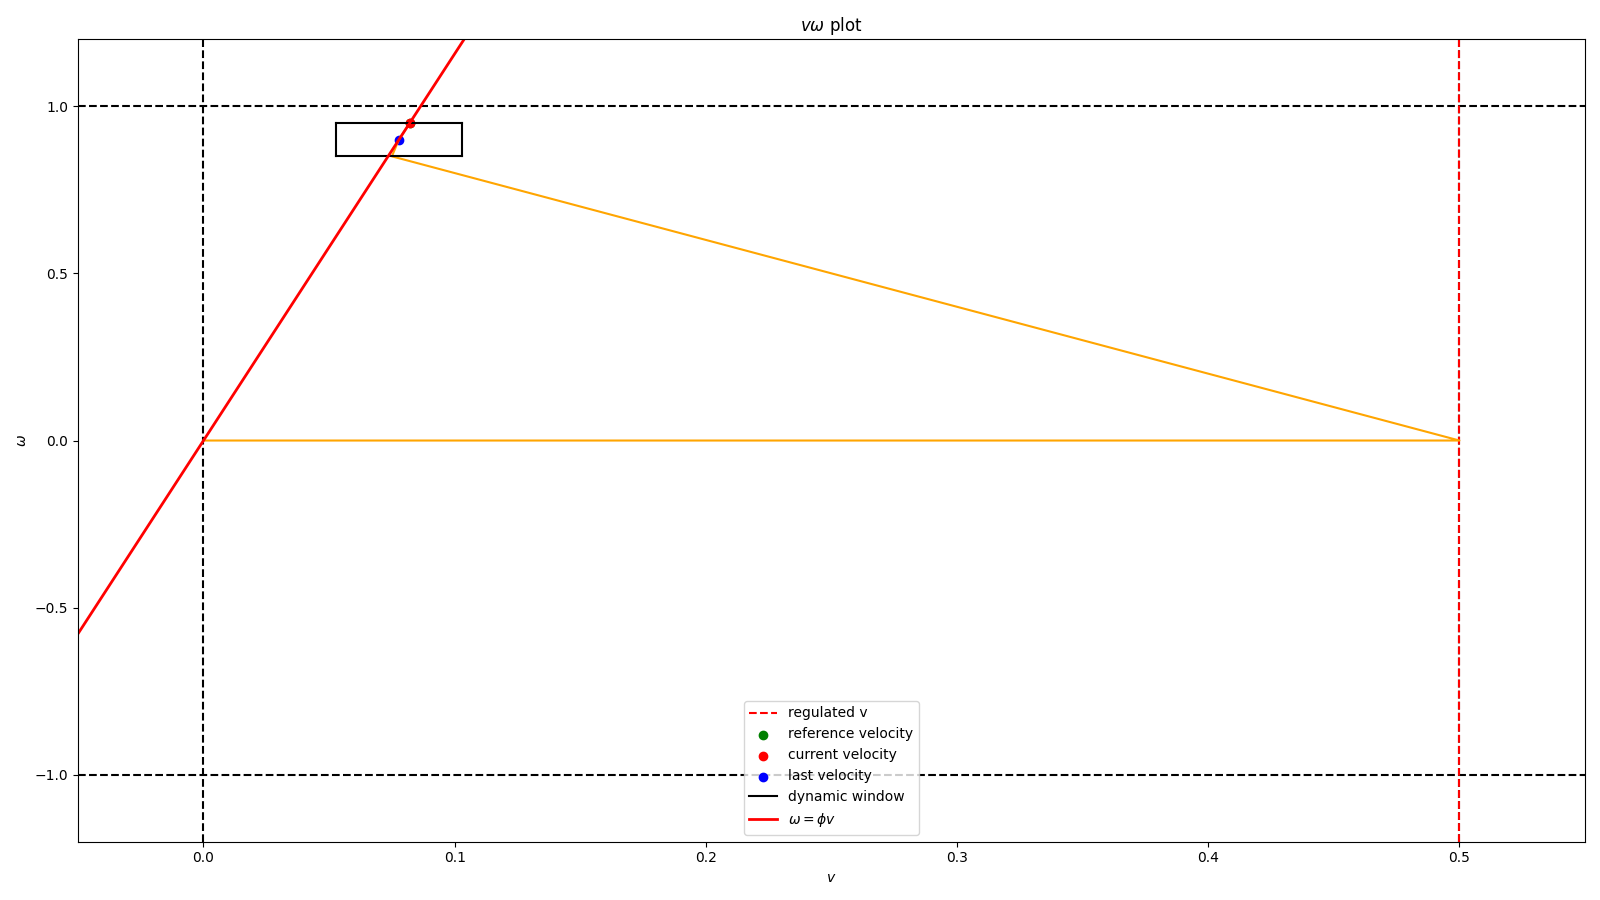 vω plot
1.0
0.5
0.0
−0.5
−1.0
ω
0.0 0.1 0.2 0.3 0.4 0.5
v
regulated v
reference velocity
current velocity
last velocity
dynamic window
ω = ϕv